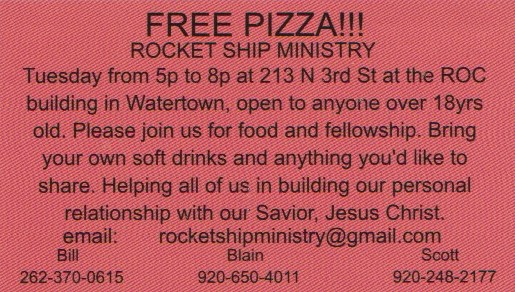 FREE PIZZA!!!
ROCKET SHIP MINISTRY
Tuesday from 5p to 8p at 213 N 3rd St at the ROC
building in Watertown, open to anyone over 18yrs
old. Please join us for food and fellowship. Bring
your own soft drinks and anything you'd like to
share. Helping all of us in building our personal
relationship with our Savior, Jesus Christ.
email: rocketshipministry@gmail.com
Bill Blain Scott
262-370-0615 920-650-4011 920-248-2177